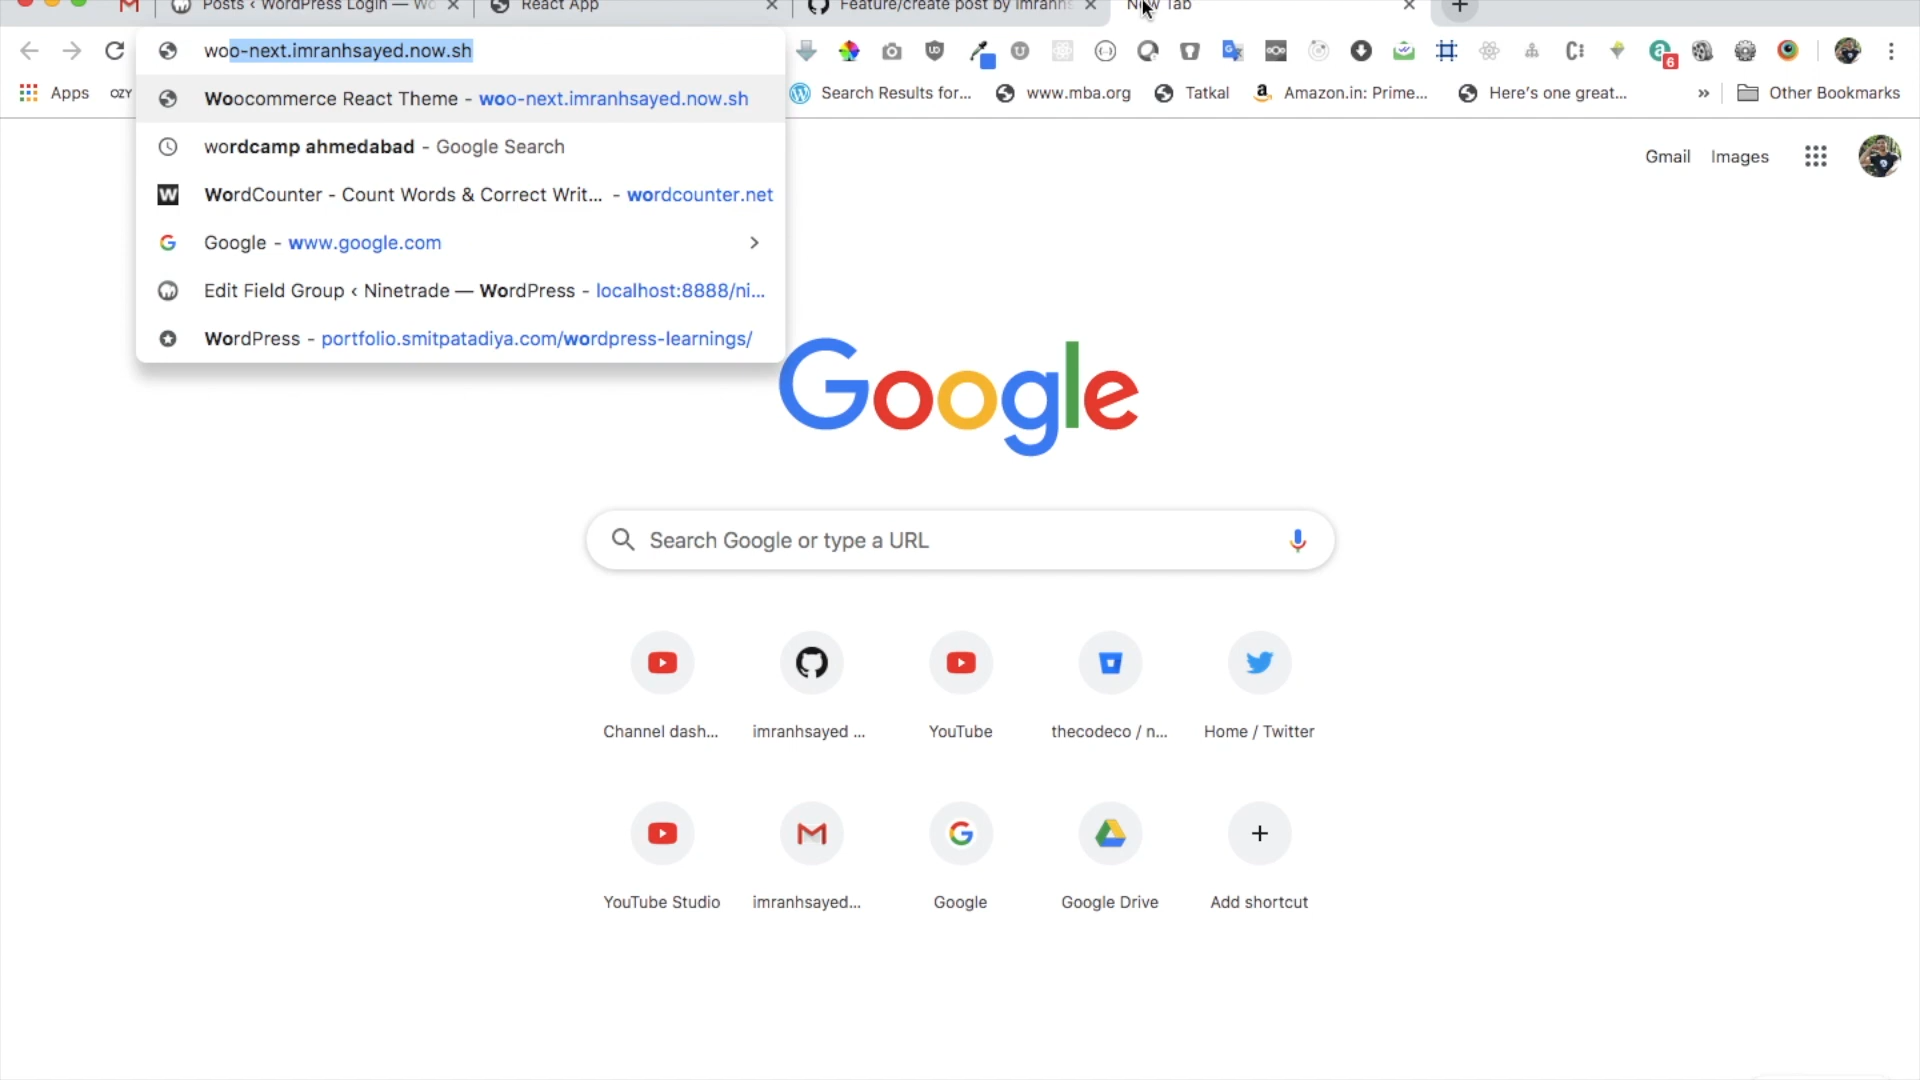 Posts ‹ WordPress Login — Wo
React App
Feature/create post by imranhs
New Tab
woo-next.imranhsayed.now.sh
Apps
OZY
Search Results for...
www.mba.org
Tatkal
Amazon.in: Prime...
Here's one great...
»
Other Bookmarks
Woocommerce React Theme - woo-next.imranhsayed.now.sh
wordcamp ahmedabad - Google Search
WordCounter - Count Words & Correct Writ... - wordcounter.net
Google - www.google.com
Edit Field Group ‹ Ninetrade — WordPress - localhost:8888/ni...
WordPress - portfolio.smitpatadiya.com/wordpress-learnings/
6
Gmail
Images
Google
Search Google or type a URL
Channel dash...
imranhsayed ...
YouTube
thecodeco / n...
Home / Twitter
YouTube Studio
imranhsayed...
Google
Google Drive
Add shortcut